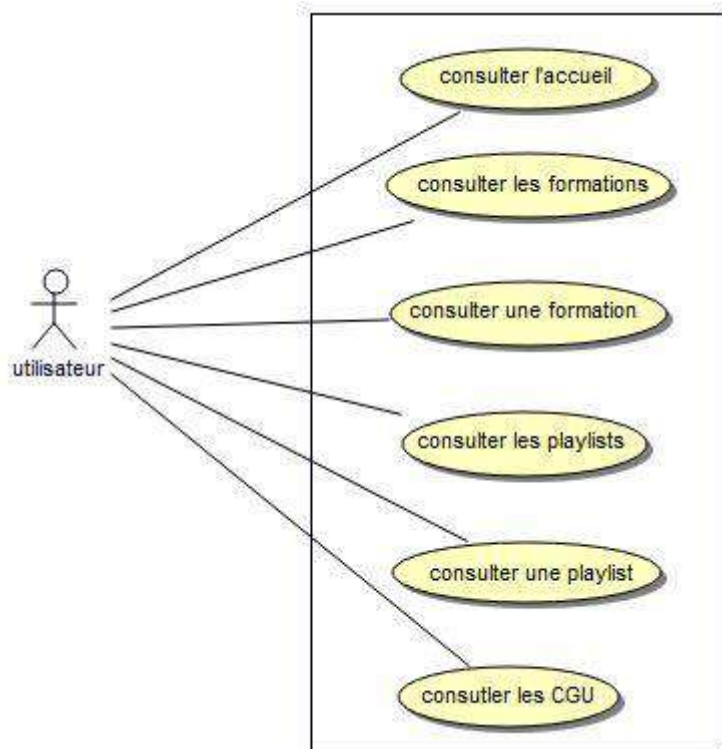 consulter l'accueil
consulter les formations
consulter une formation
utilisateur
consulter les playlists
consulter une playlist
consutler les CGU